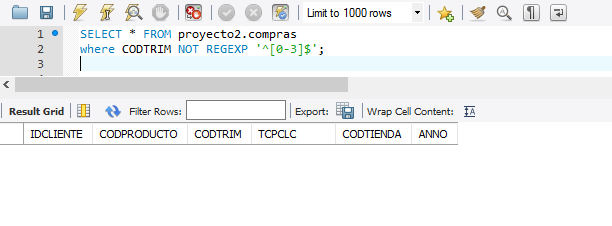 Limit to 1000 rows
1 SELECT * FROM proyecto2.compras
2 where CODTRIM NOT REGEXP '^[0-3]$';
3
Result Grid Filter Rows: Export: Wrap Cell Content: IA
IDCLIENTE CODPRODUCTO CODTRIM TCPCLC CODTIENDA ANNO